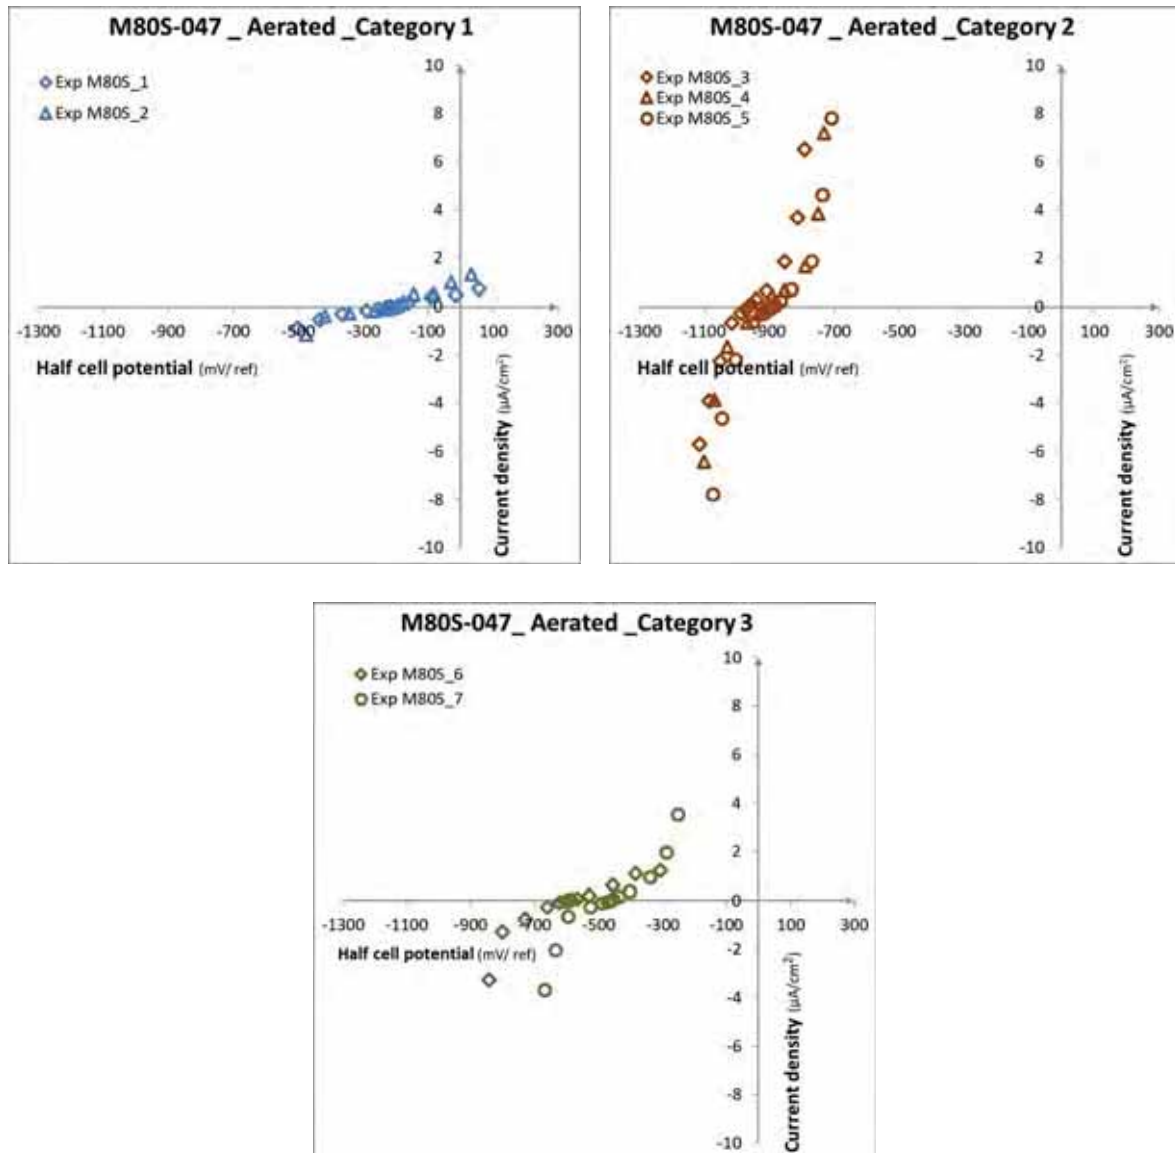 M80S-047 _ Aerated _Category 1
Exp M80S_1
Exp M80S_2
10
8
6
4
2
0
-1300 -1100 -900 -700 -500 -300 -100 100 300
-2
Half cell potential (mV/ ref)
-4
-6
-8
-10
Current density (µA/cm²)
M80S-047 _ Aerated _Category 2
Exp M80S_3
Exp M80S_4
Exp M80S_5
10
8
6
4
2
0
-1300 -1100 -900 -700 -500 -300 -100 100 300
-2
Half cell potential (mV/ ref)
-4
-6
-8
-10
Current density (µA/cm²)
M80S-047_ Aerated _Category 3
Exp M80S_6
Exp M80S_7
10
8
6
4
2
0
-1300 -1100 -900 -700 -500 -300 -100 100 300
-2
Half cell potential (mV/ ref)
-4
-6
-8
-10
Current density (µA/cm²)